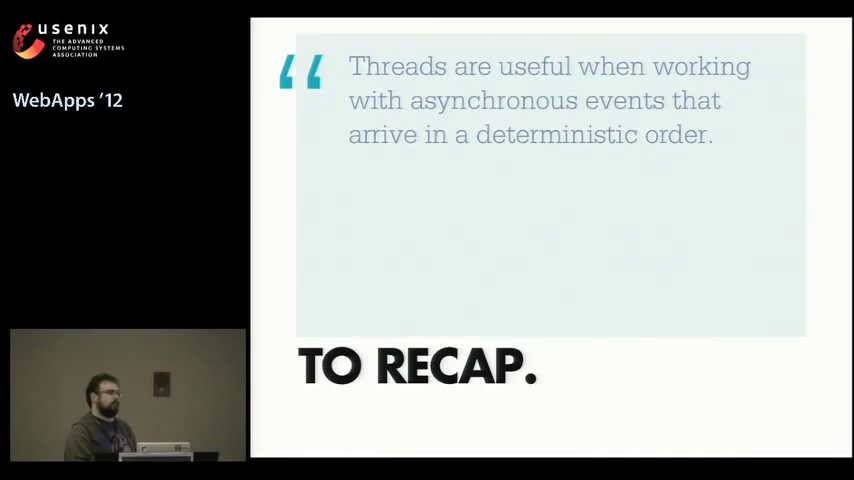 usenix
THE ADVANCED
COMPUTING SYSTEMS
ASSOCIATION
WebApps ’12
“ Threads are useful when working
with asynchronous events that
arrive in a deterministic order.
TO RECAP.